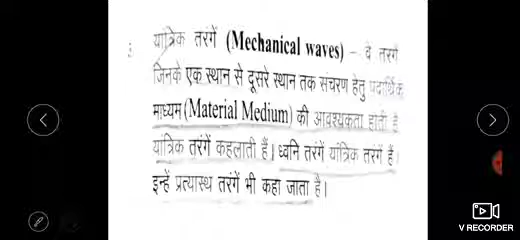 यांत्रिक तरंगें (Mechanical waves) – वे तरंगें
जिनके एक स्थान से दूसरे स्थान तक संचरण हेतु पदार्थिक
माध्यम (Material Medium) की आवश्यकता होती है
यांत्रिक तरंगें कहलाती हैं। ध्वनि तरंगें यांत्रिक तरंगें हैं।
इन्हें प्रत्यास्थ तरंगें भी कहा जाता है।
V RECORDER